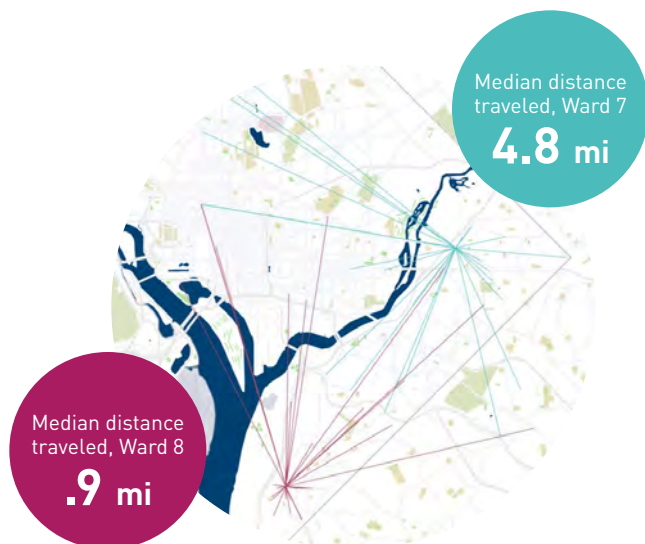 Median distance
traveled, Ward 7
4.8 mi
Median distance
traveled, Ward 8
.9 mi